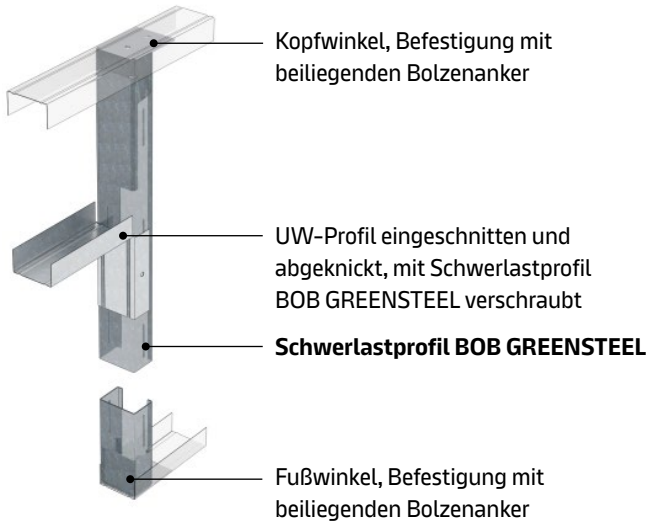 Kopfwinkel, Befestigung mit
beiliegenden Bolzenanker
UW-Profil eingeschnitten und
abgeknickt, mit Schwerlastprofil
BOB GREENSTEEL verschraubt
Schwerlastprofil BOB GREENSTEEL
Fußwinkel, Befestigung mit
beiliegenden Bolzenanker